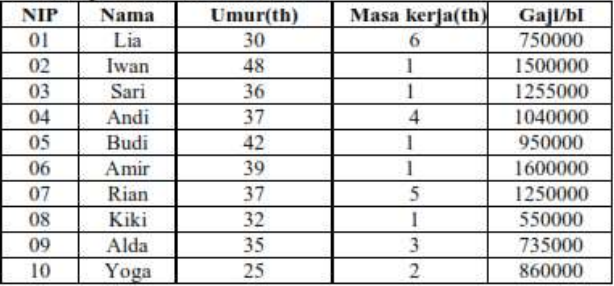 NIP Nama Umur(th) Masa kerja(th) Gaji/bl
01 Lia 30 6 750000
02 Iwan 48 1 1500000
03 Sari 36 1 1255000
04 Andi 37 4 1040000
05 Budi 42 1 950000
06 Amir 39 1 1600000
07 Rian 37 5 1250000
08 Kiki 32 1 550000
09 Alda 35 3 735000
10 Yoga 25 2 860000